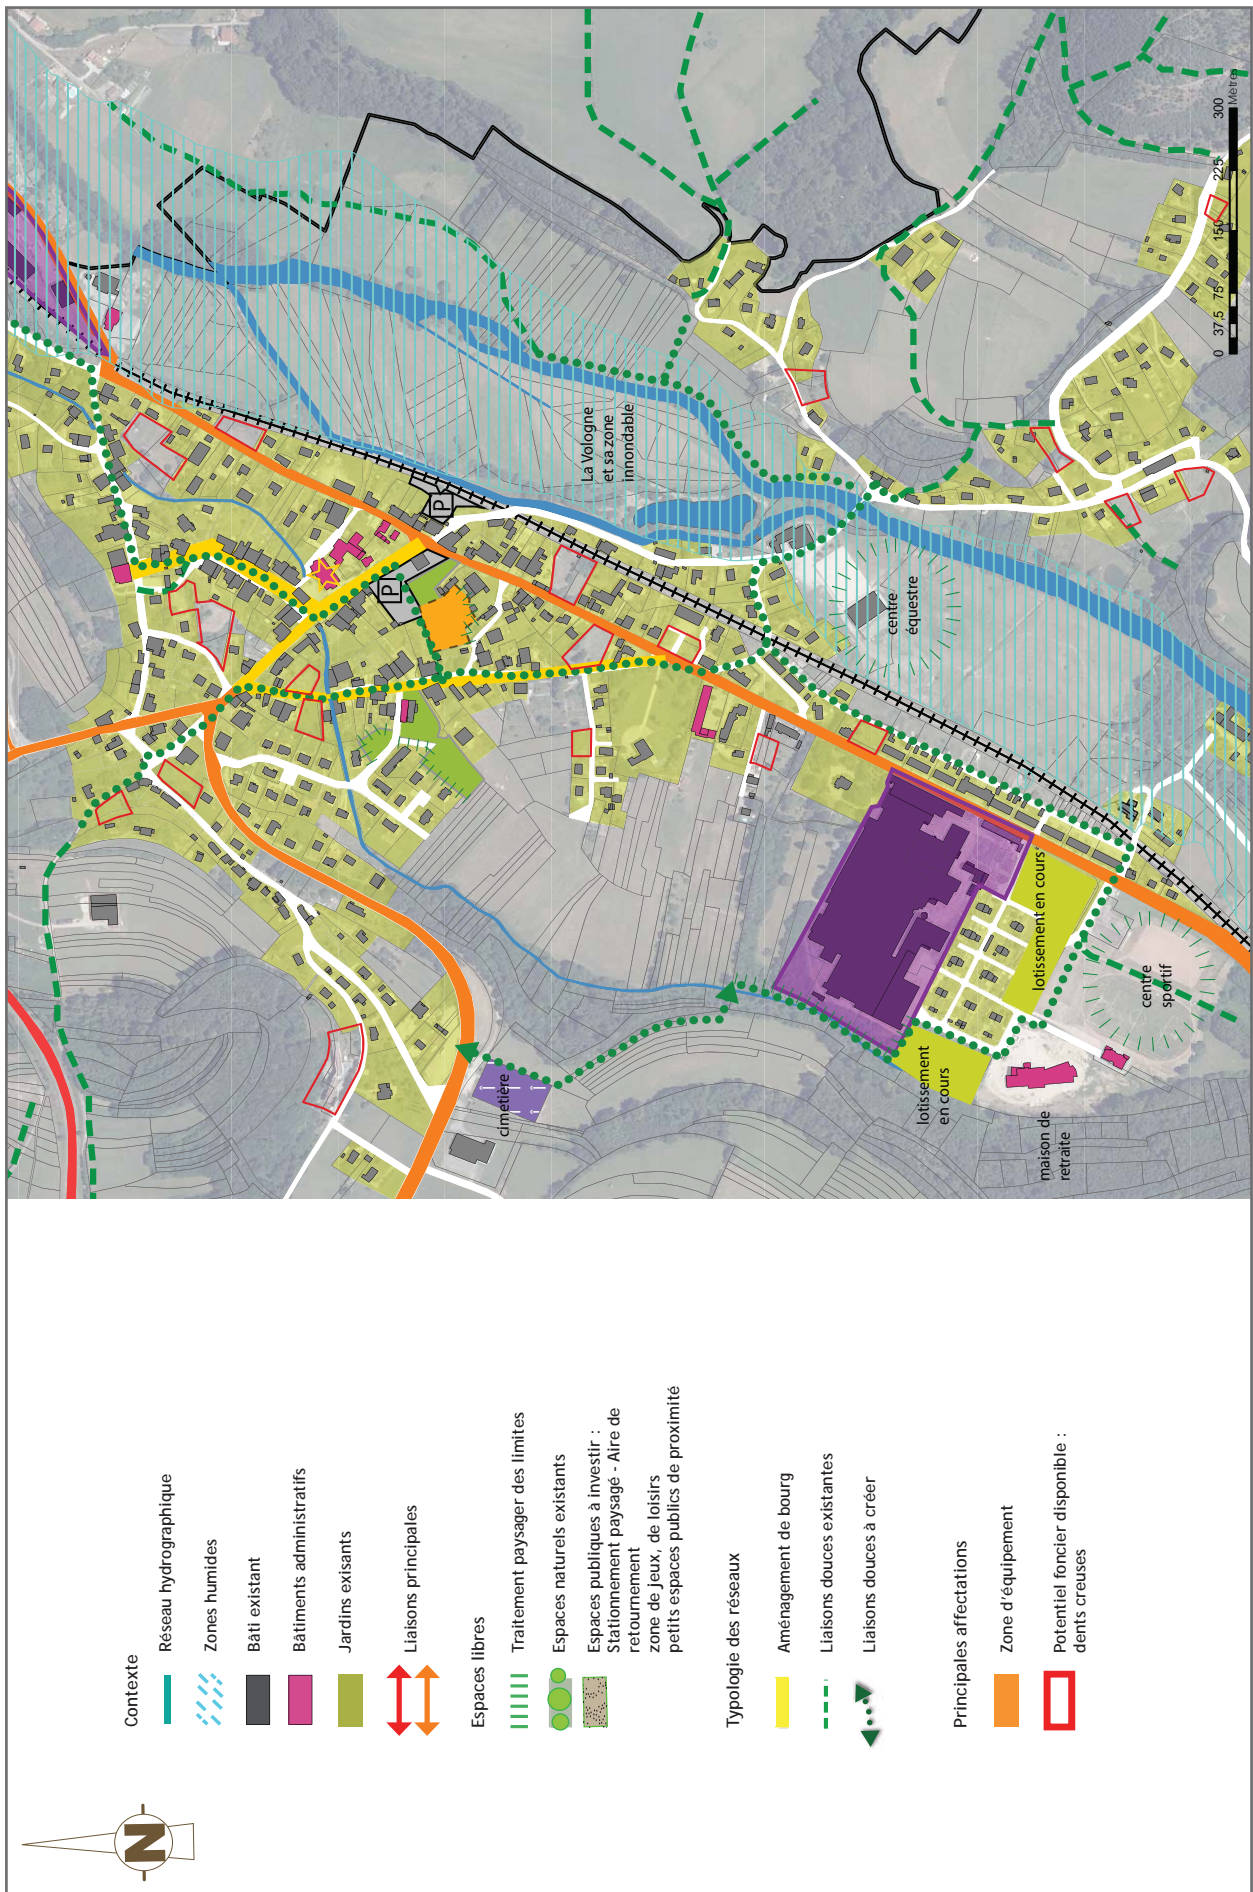 N
Contexte
Réseau hydrographique
Zones humides
Bâti existant
Bâtiments administratifs
Jardins exisants
Liaisons principales
Espaces libres
Traitement paysager des limites
Espaces naturels existants
Espaces publiques à investir :
Stationnement paysagé - Aire de
retournement
zone de jeux, de loisirs
petits espaces publics de proximité
Typologie des réseaux
Aménagement de bourg
Liaisons douces existantes
Liaisons douces à créer
Principales affectations
Zone d'équipement
Potentiel foncier disponible :
dents creuses
cimetière
lotissement
en cours
maison de
retraite
lotissement en cours
centre
sportif
P
P
La Vologne
et sa zone
innondable
centre
équestre
0 37,5 75 150 225 300
Mètres